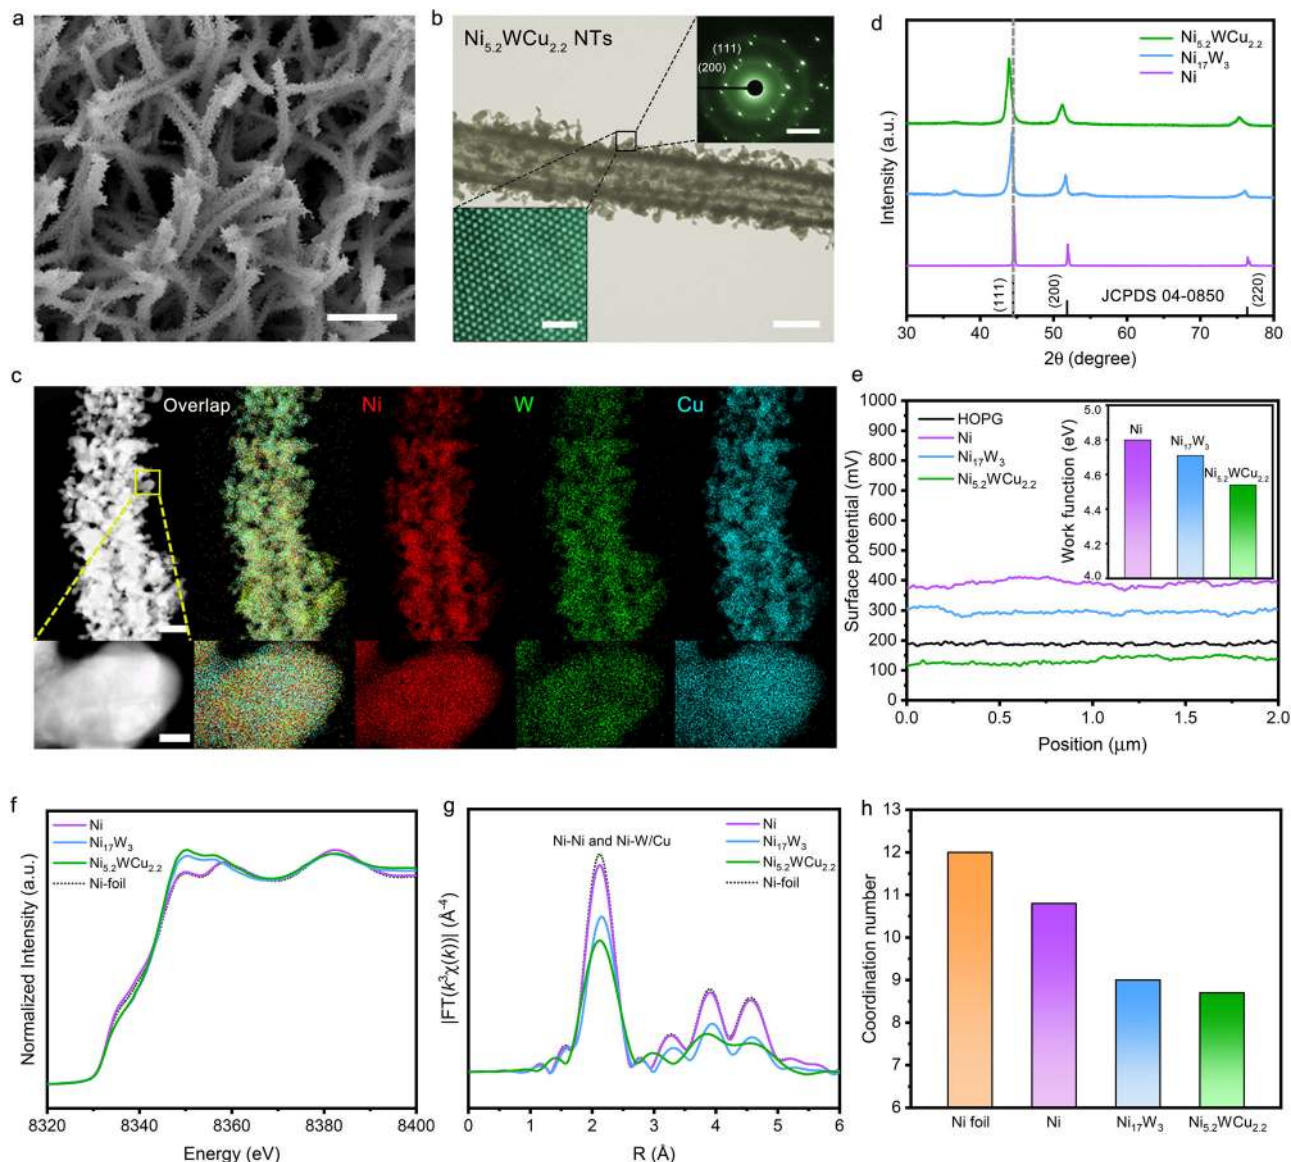 a
b
Ni5.2WCu2.2 NTs
(111)
(200)
d
Ni5.2WCu2.2
Ni17W3
Ni
Intensity (a.u.)
(111)
(200)
JCPDS 04-0850
(220)
30 40 50 60 70 80
2θ (degree)
c
Overlap
Ni
W
Cu
e
1000
900
800
700
600
500
400
300
200
100
0
Surface potential (mV)
HOPG
Ni
Ni17W3
Ni5.2WCu2.2
5.0
4.8
4.6
4.4
4.2
4.0
Work function (eV)
Ni
Ni17W3
Ni5.2WCu2.2
0.0 0.5 1.0 1.5 2.0
Position (μm)
f
Ni
Ni17W3
Ni5.2WCu2.2
Ni-foil
Normalized Intensity (a.u.)
8320 8340 8360 8380 8400
Energy (eV)
g
Ni-Ni and Ni-W/Cu
Ni
Ni17W3
Ni5.2WCu2.2
Ni-foil
|FT(k³χ(k))| (Å⁻⁴)
0 1 2 3 4 5 6
R (Å)
h
13
12
11
10
9
8
7
6
Coordination number
Ni foil Ni Ni17W3 Ni5.2WCu2.2